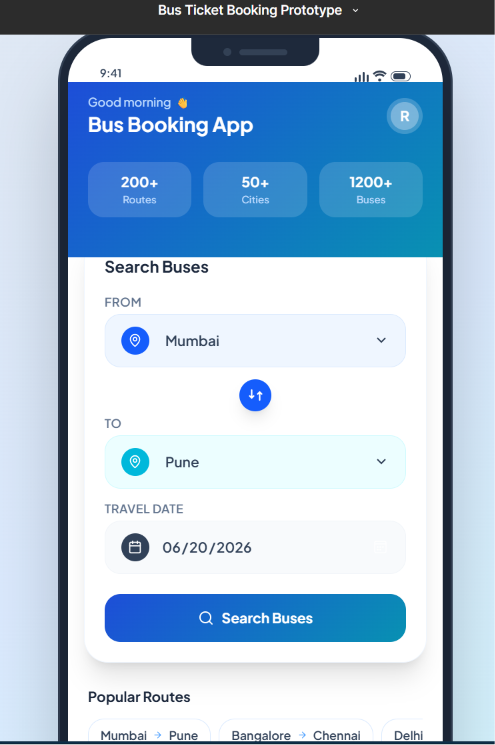 Bus Ticket Booking Prototype
9:41
Good morning 👋
Bus Booking App
R
200+ 50+ 1200+
Routes Cities Buses
Search Buses
FROM
Mumbai
TO
Pune
TRAVEL DATE
06/20/2026
Search Buses
Popular Routes
Mumbai → Pune Bangalore → Chennai Delhi